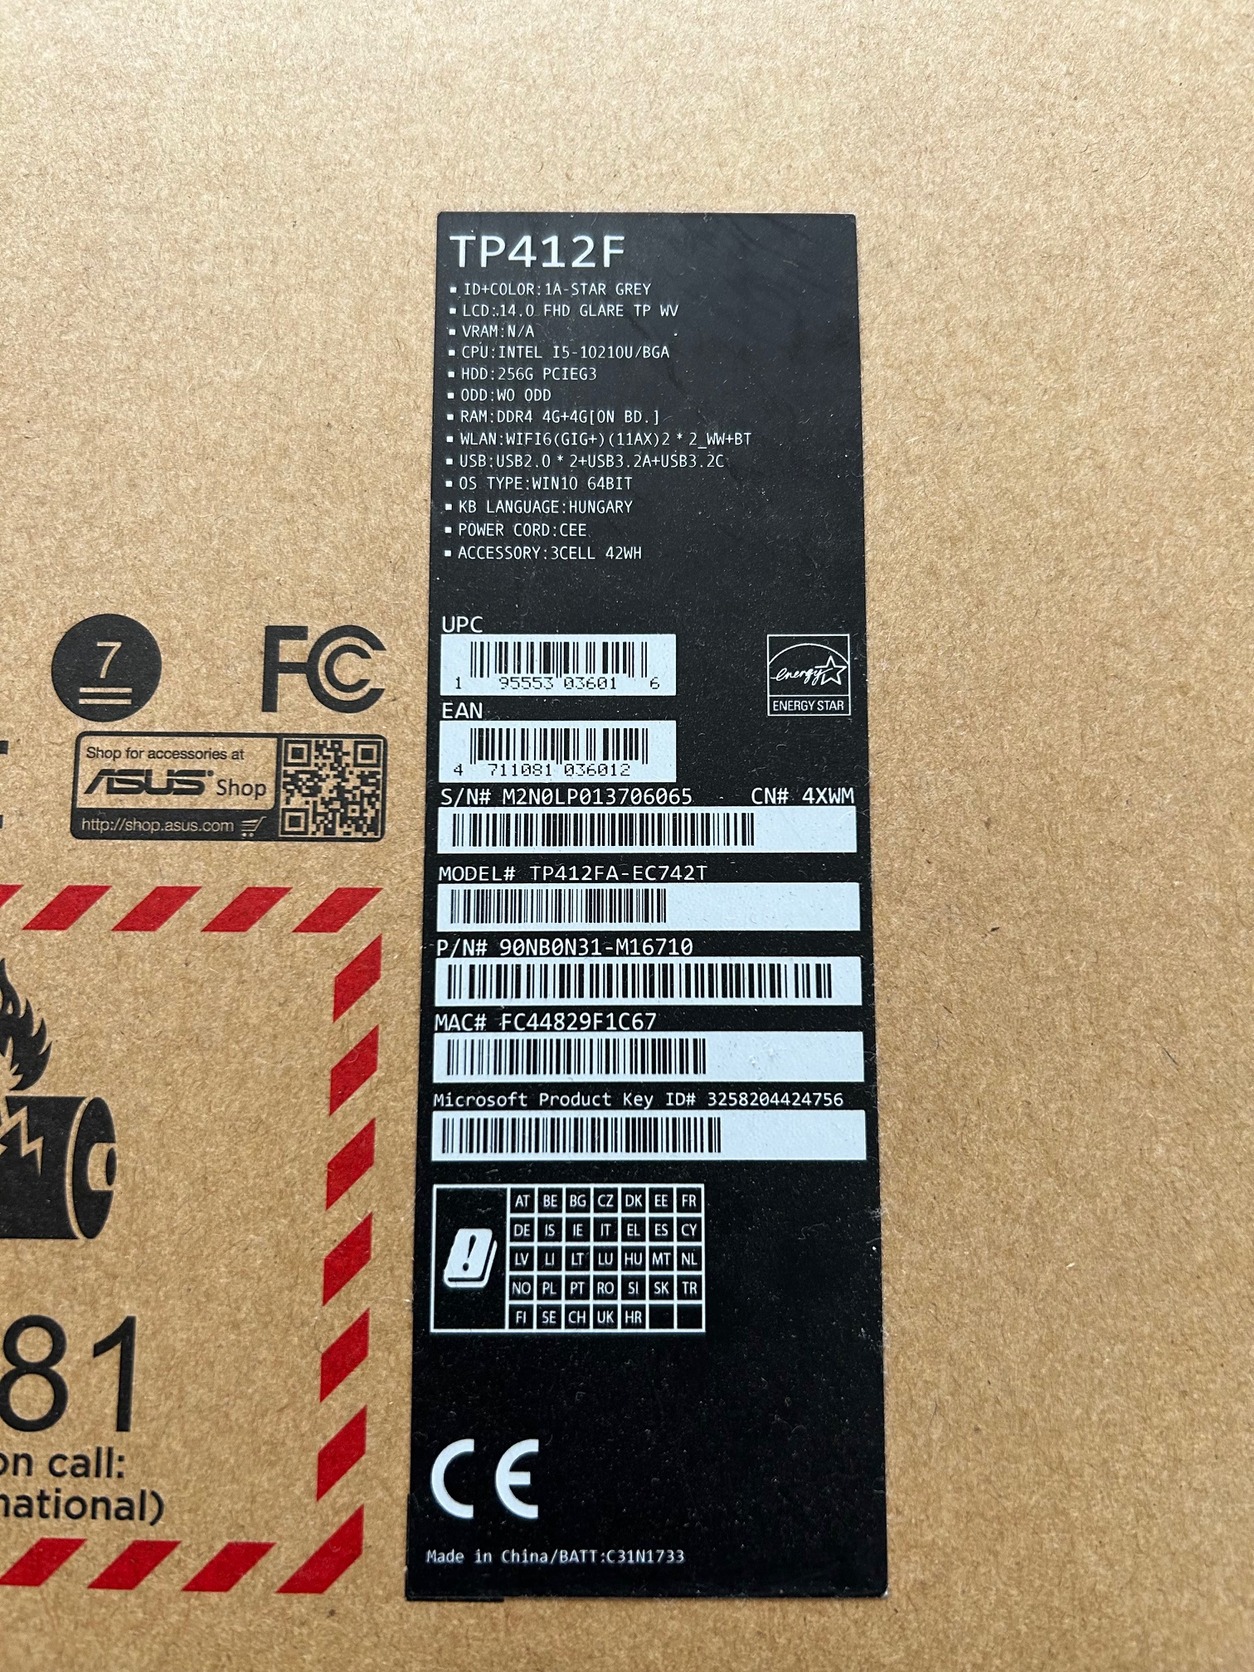 TP412F
▪ ID+COLOR:1A-STAR GREY
▪ LCD:14.0 FHD GLARE TP WV
▪ VRAM:N/A
▪ CPU:INTEL I5-10210U/BGA
▪ HDD:256G PCIEG3
▪ ODD:WO ODD
▪ RAM:DDR4 4G+4G[ON BD.]
▪ WLAN:WIFI6(GIG+)(11AX)2*2_WW+BT
▪ USB:USB2.0*2+USB3.2A+USB3.2C
▪ OS TYPE:WIN10 64BIT
▪ KB LANGUAGE:HUNGARY
▪ POWER CORD:CEE
▪ ACCESSORY:3CELL 42WH
UPC
1 95553 03601 6
energy
ENERGY STAR
EAN
4 711081 036012
S/N# M2N0LP013706065 CN# 4XWM
MODEL# TP412FA-EC742T
P/N# 90NB0N31-M16710
MAC# FC44829F1C67
Microsoft Product Key ID# 3258204424756
AT BE BG CZ DK EE FR
DE IS IE IT EL ES CY
LV LI LT LU HU MT NL
NO PL PT RO SI SK TR
FI SE CH UK HR
CE
Made in China/BATT:C31N1733
7
FC
Shop for accessories at
ASUS Shop
http://shop.asus.com
81
on call:
national)